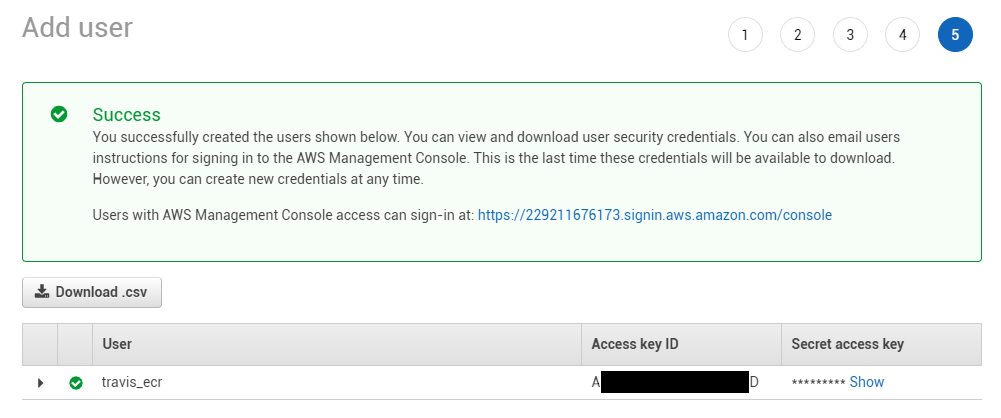 Add user
1 2 3 4 5
Success
You successfully created the users shown below. You can view and download user security credentials. You can also email users
instructions for signing in to the AWS Management Console. This is the last time these credentials will be available to download.
However, you can create new credentials at any time.
Users with AWS Management Console access can sign-in at: https://229211676173.signin.aws.amazon.com/console
Download .csv
User Access key ID Secret access key
travis_ecr A D ********* Show